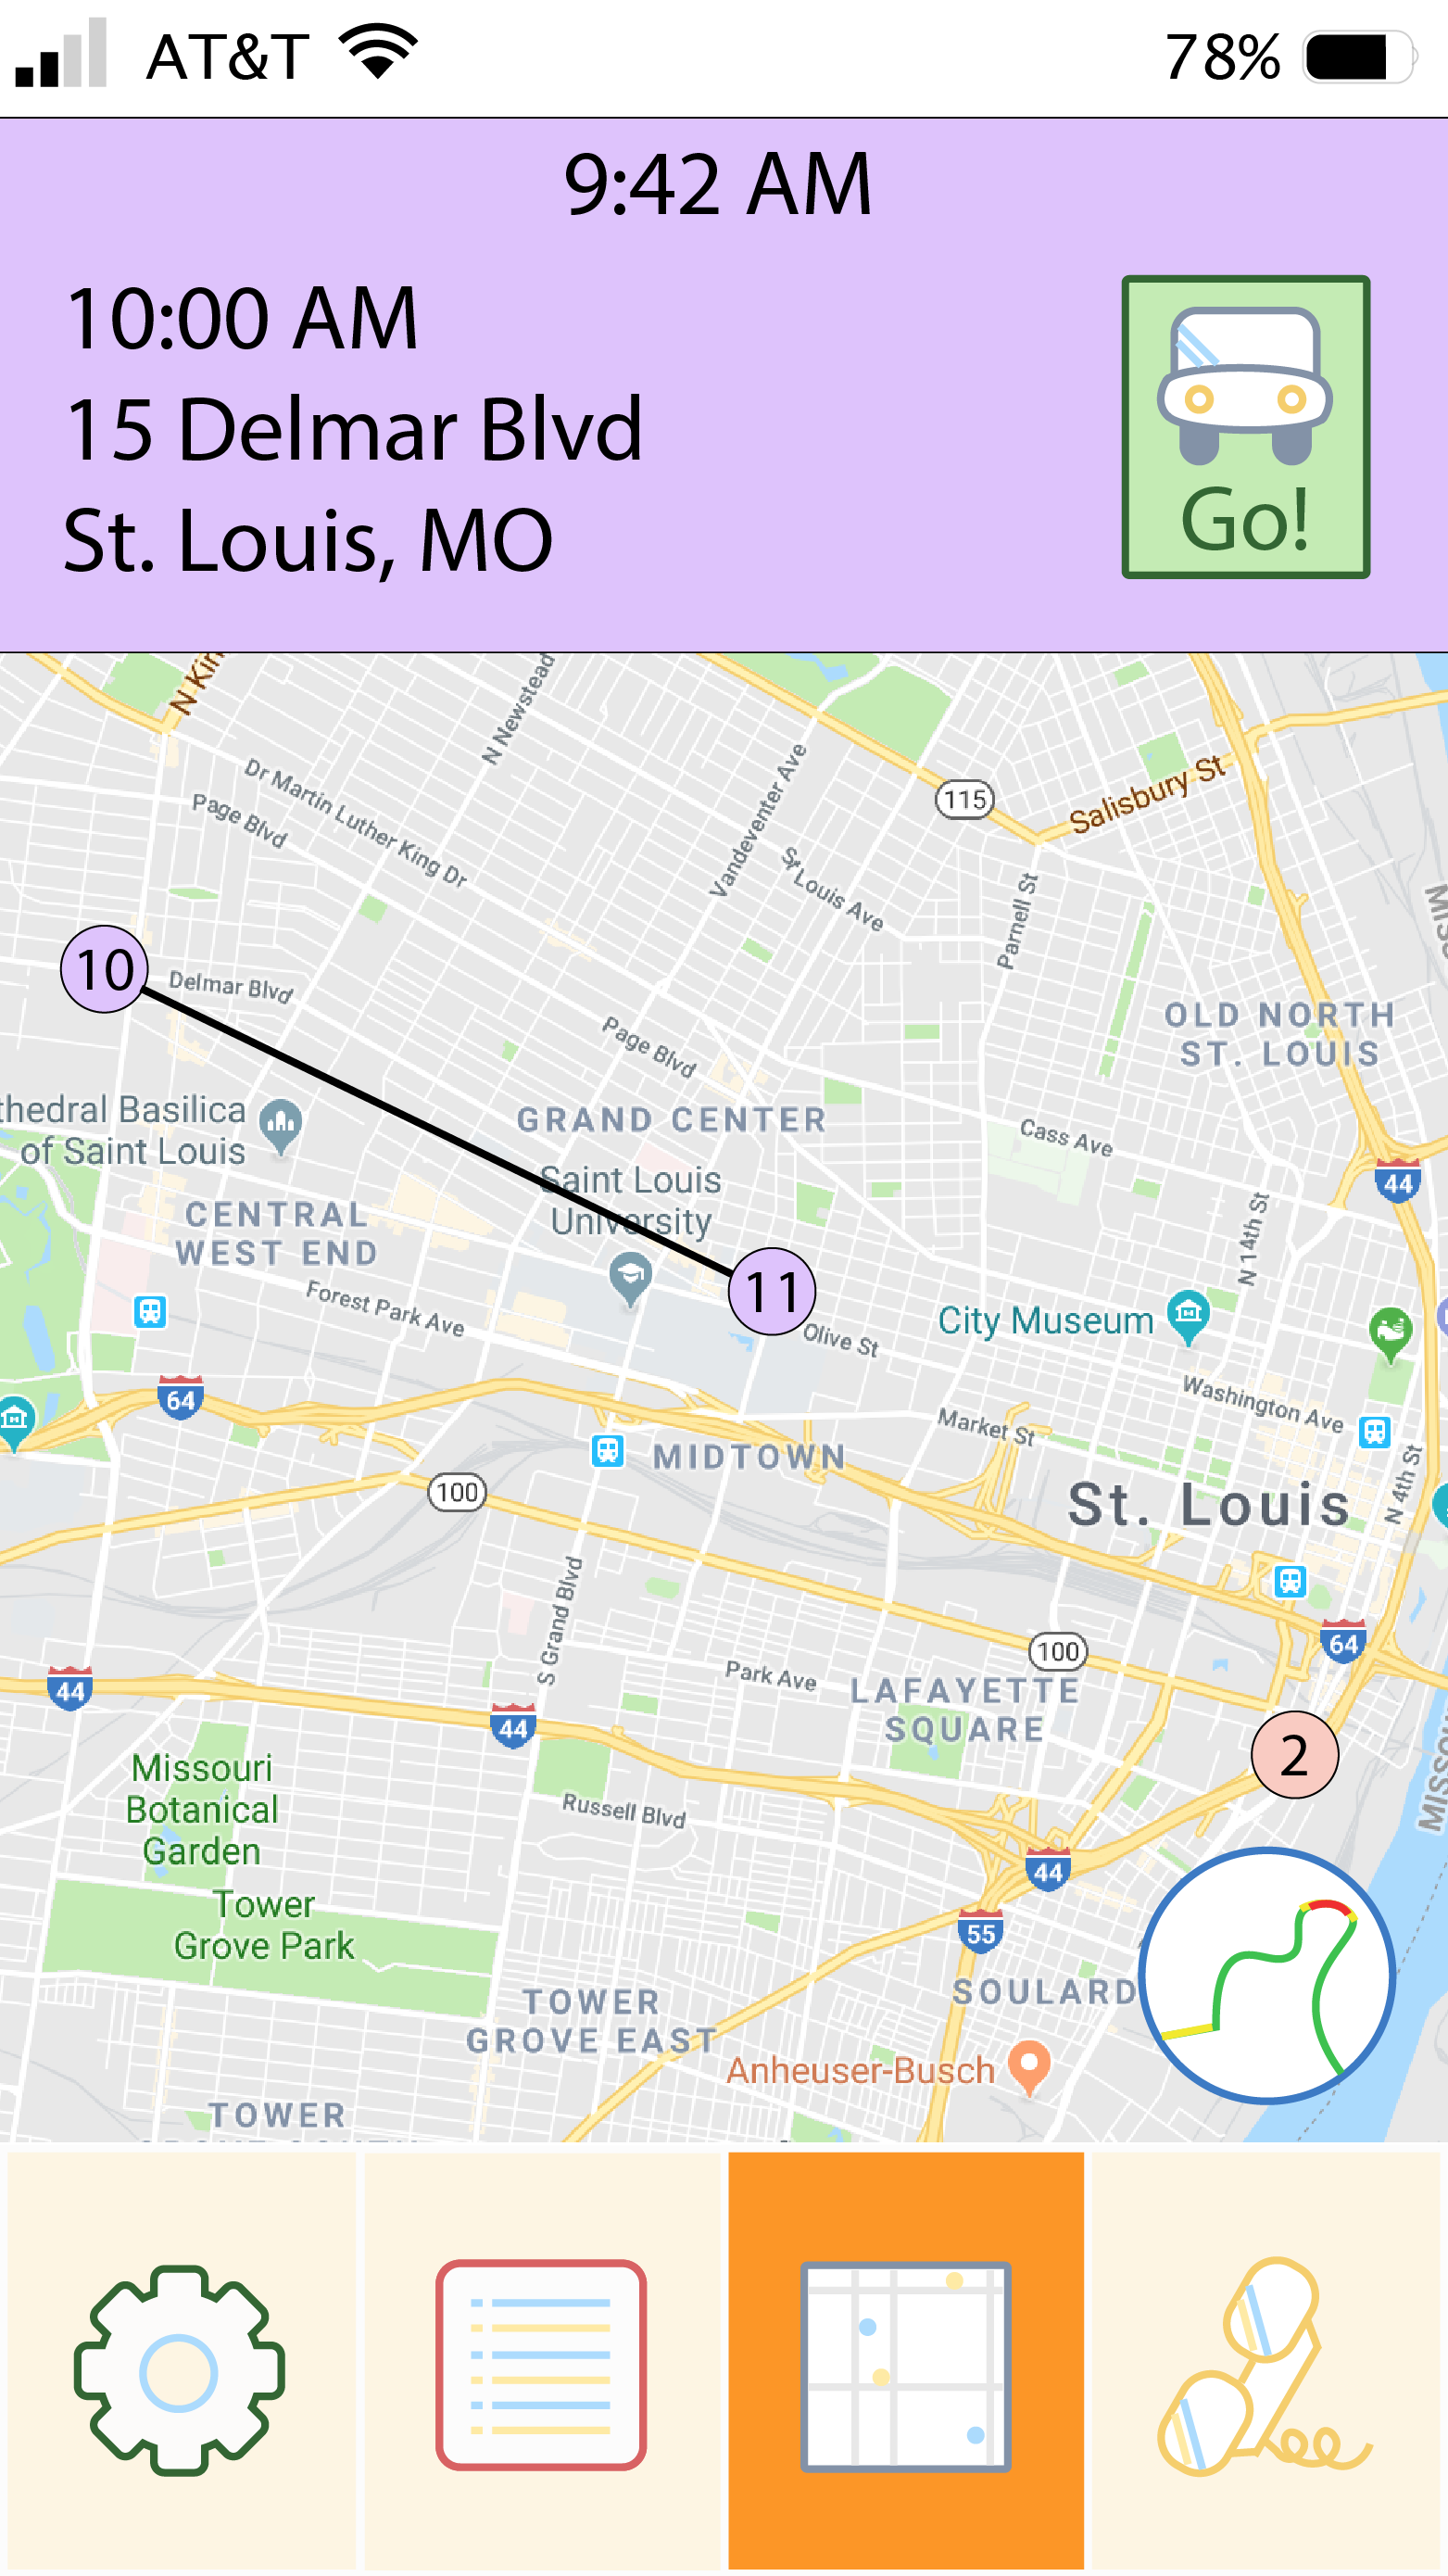 AT&T
78%
9:42 AM
10:00 AM
15 Delmar Blvd
St. Louis, MO
Go!
N Kin
N Newstead
Dr Martin Luther King Dr
Page Blvd
Vandeventer Ave
115
Salisbury St
St Louis Ave
Parnell St
10
Delmar Blvd
Page Blvd
OLD NORTH
ST. LOUIS
thedral Basilica
of Saint Louis
GRAND CENTER
Cass Ave
Saint Louis
University
44
CENTRAL
WEST END
N 14th St
11
Forest Park Ave
Olive St
City Museum
64
Washington Ave
Market St
MIDTOWN
100
St. Louis
N 4th St
S Grand Blvd
64
100
Park Ave
44
LAFAYETTE
SQUARE
44
2
Missouri
Botanical
Garden
Russell Blvd
44
Tower
Grove Park
55
SOULARD
TOWER
GROVE EAST
Anheuser-Busch
TOWER